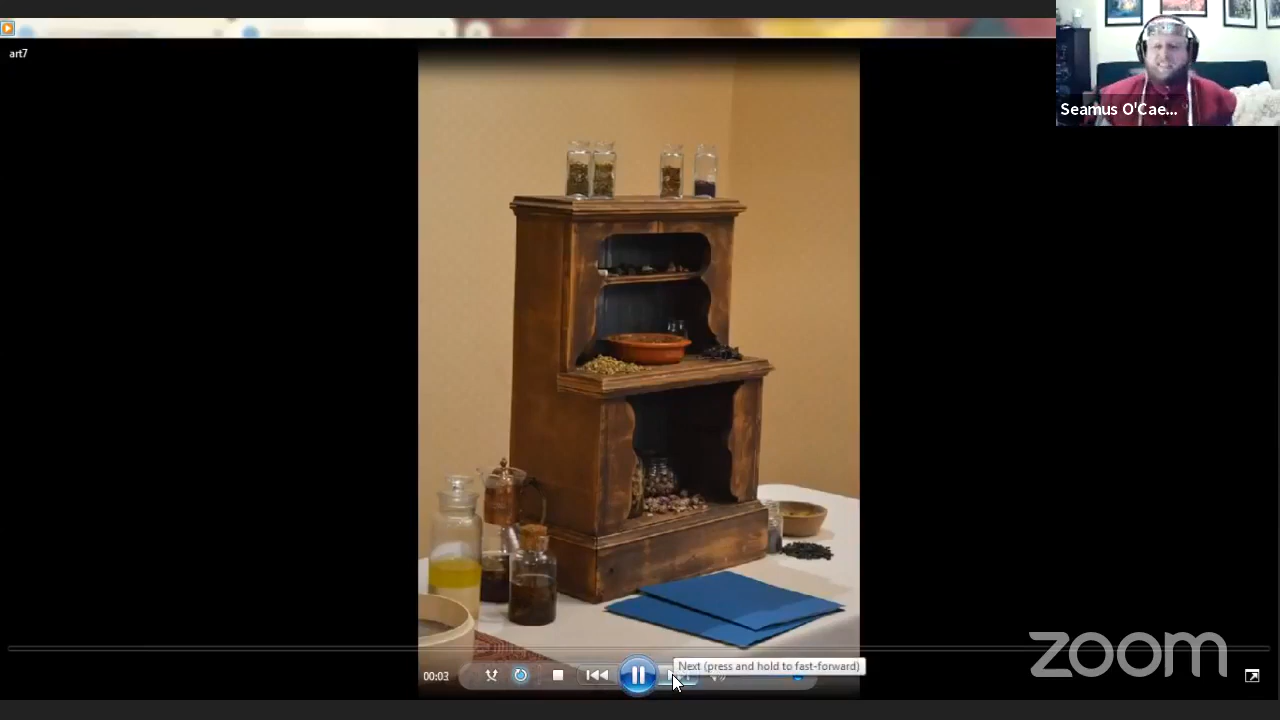 art7
Seamus O'Cae...
00:03
Next (press and hold to fast-forward)
zoom